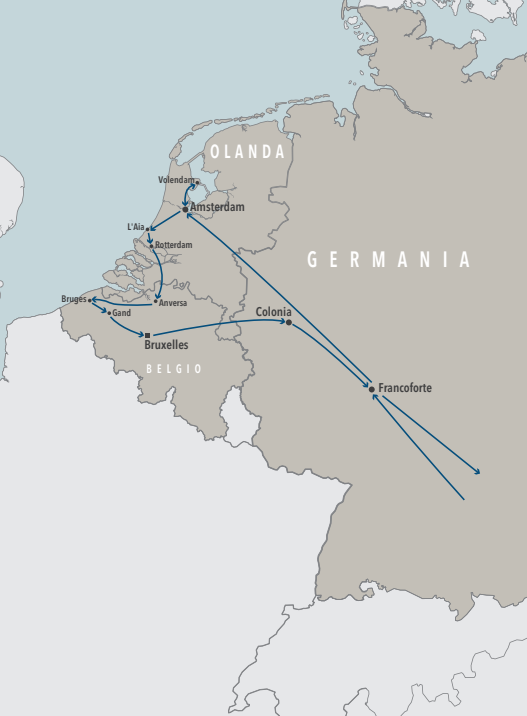 OLANDA
Volendam
Amsterdam
L'Aia
Rotterdam
GERMANIA
Bruges
Anversa
Gand
Colonia
Bruxelles
BELGIO
Francoforte